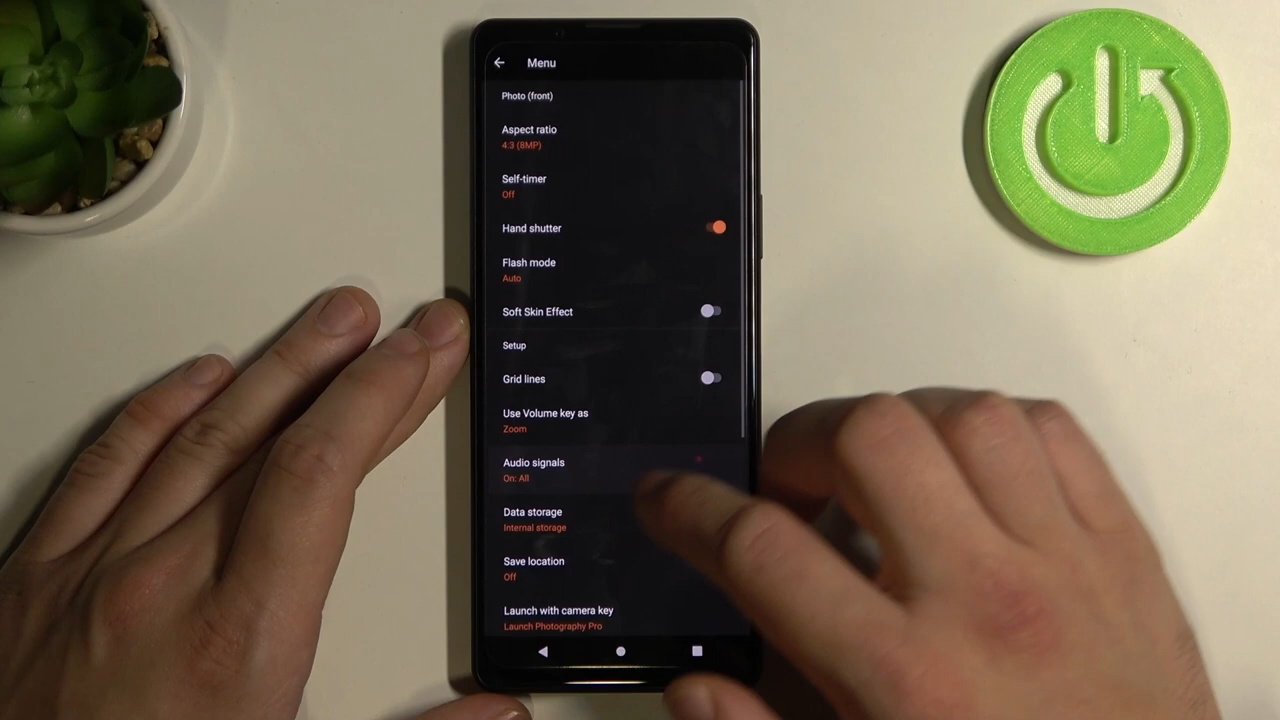 Menu
Photo (front)
Aspect ratio
4:3 (8MP)
Self-timer
Off
Hand shutter
Flash mode
Auto
Soft Skin Effect
Setup
Grid lines
Use Volume key as
Zoom
Audio signals
On: All
Data storage
Internal storage
Save location
Off
Launch with camera key
Launch Photography Pro